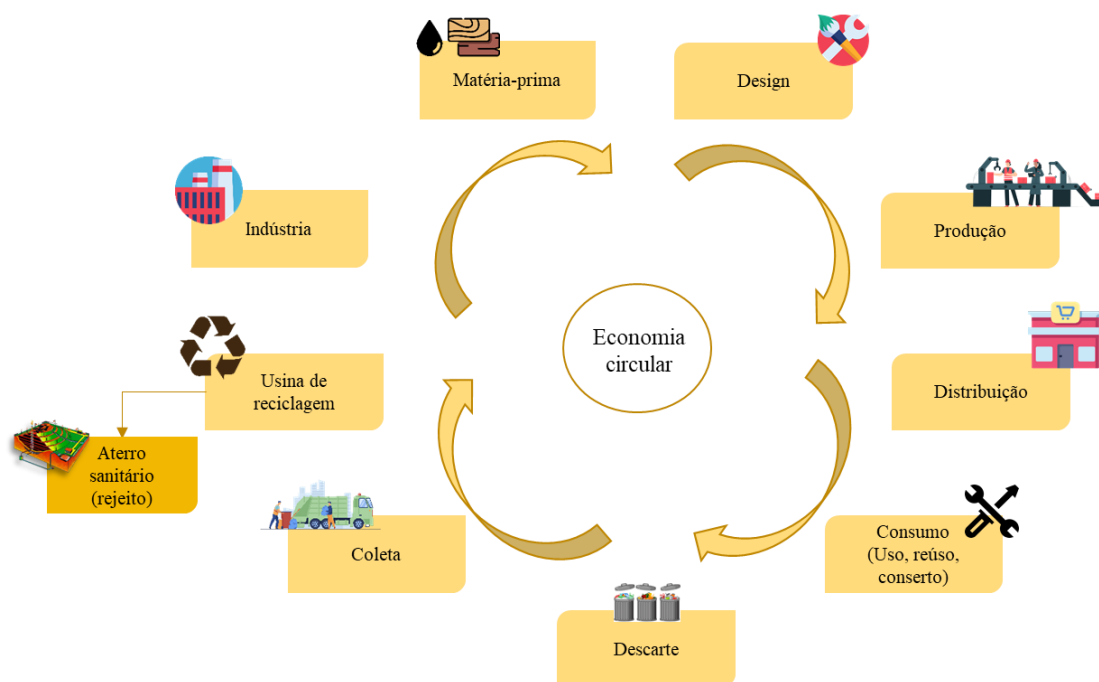 Matéria-prima
Design
Indústria
Produção
Economia
circular
Usina de
reciclagem
Distribuição
Aterro
sanitário
(rejeito)
Coleta
Consumo
(Uso, reúso,
conserto)
Descarte